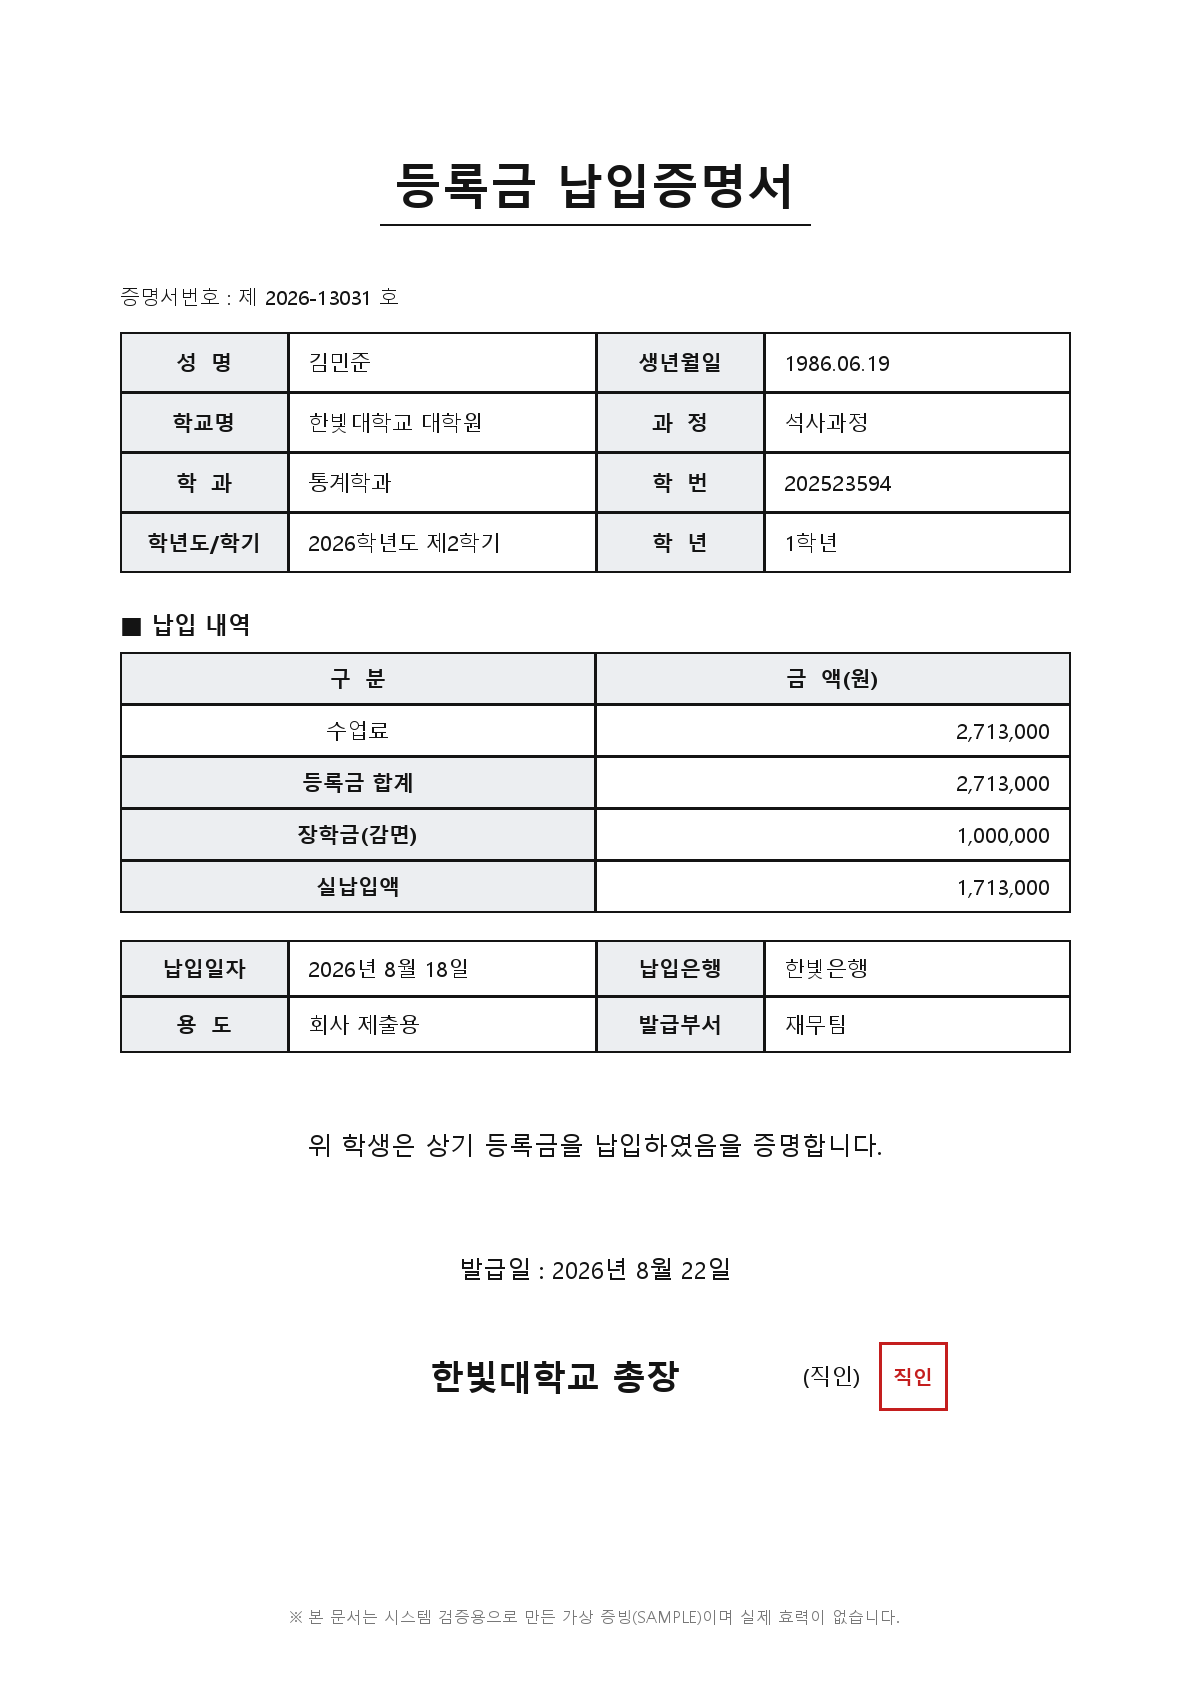 등록금 납입증명서
증명서번호 : 제 2026-13031 호
성 명 김민준 생년월일 1986.06.19
학교명 한빛대학교 대학원 과 정 석사과정
학 과 통계학과 학 번 202523594
학년도/학기 2026학년도 제2학기 학 년 1학년
■ 납입 내역
구 분 금 액(원)
수업료 2,713,000
등록금 합계 2,713,000
장학금(감면) 1,000,000
실납입액 1,713,000
납입일자 2026년 8월 18일 납입은행 한빛은행
용 도 회사 제출용 발급부서 재무팀
위 학생은 상기 등록금을 납입하였음을 증명합니다.
발급일 : 2026년 8월 22일
한빛대학교 총장 (직인) 직인
※ 본 문서는 시스템 검증용으로 만든 가상 증빙(SAMPLE)이며 실제 효력이 없습니다.